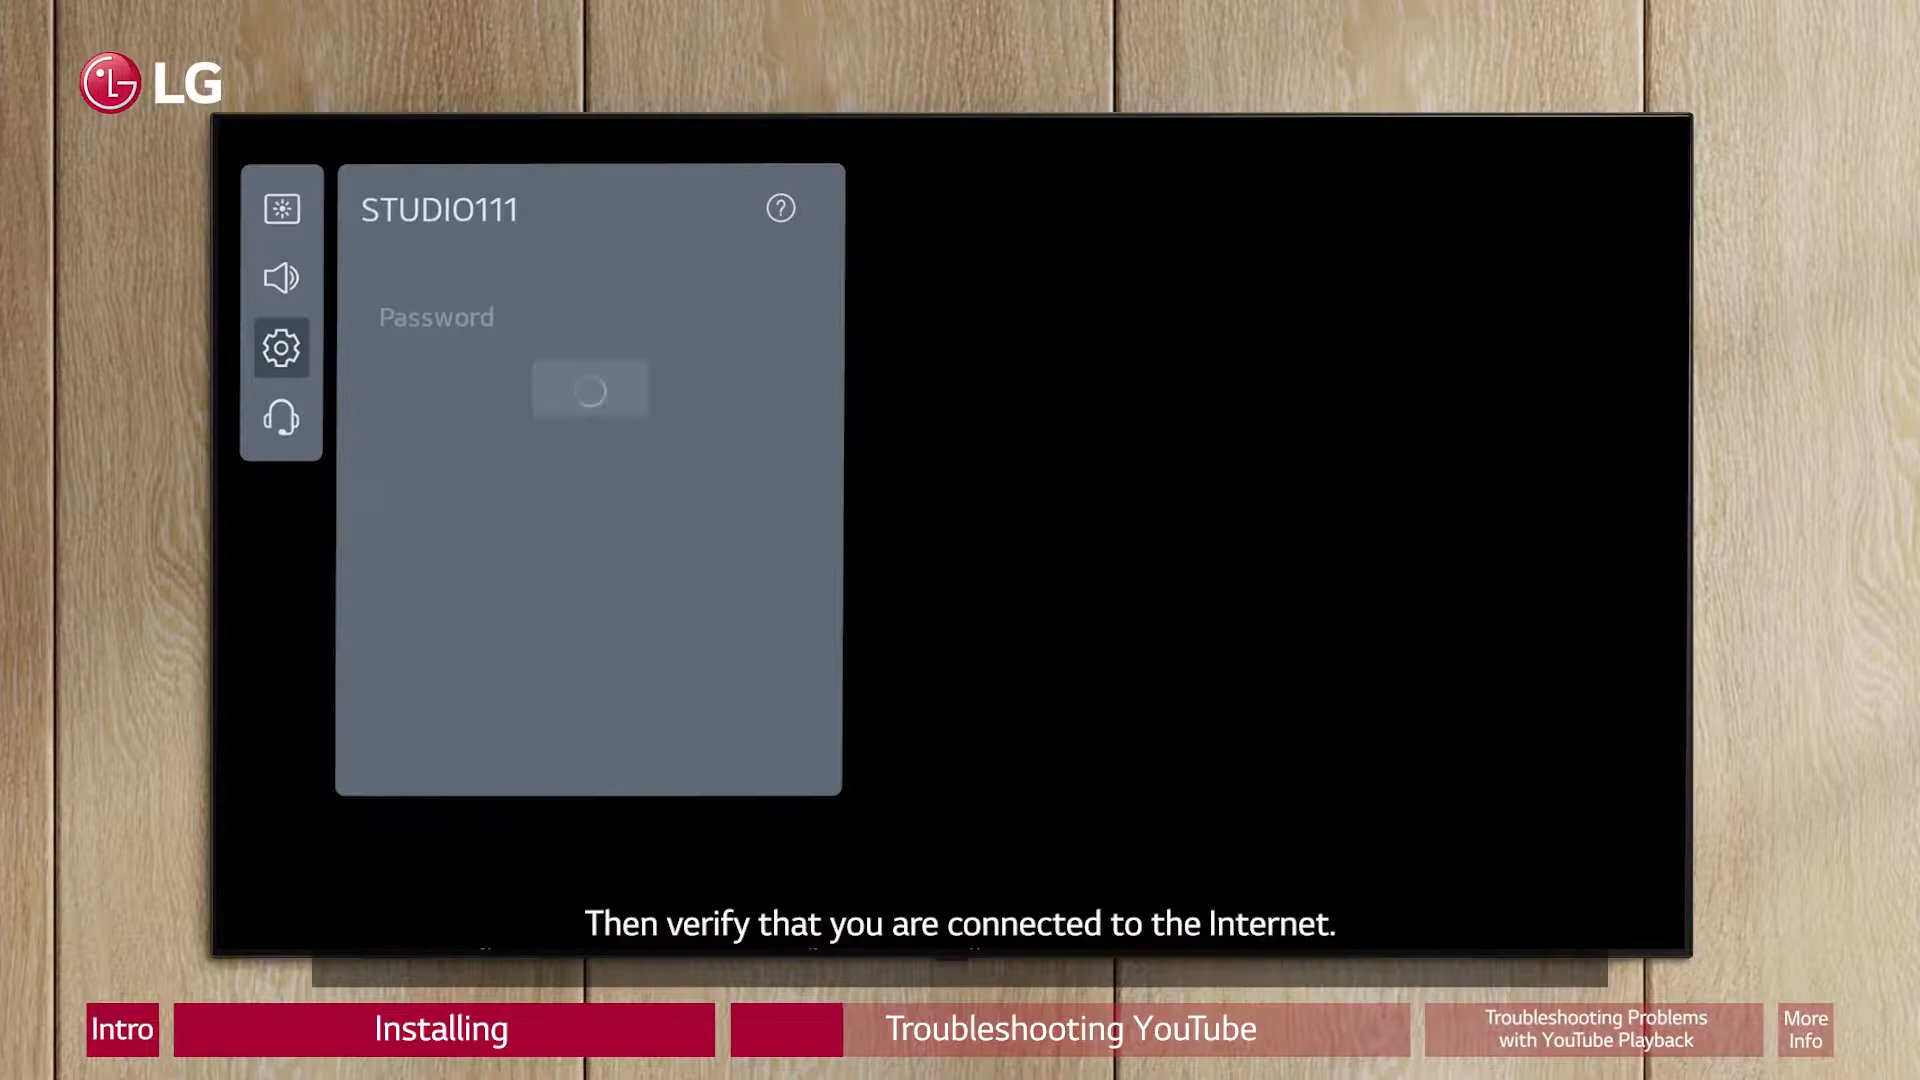 LG
STUDIO111
Password
Then verify that you are connected to the Internet.
Intro
Installing
Troubleshooting YouTube
Troubleshooting Problems
with YouTube Playback
More
Info